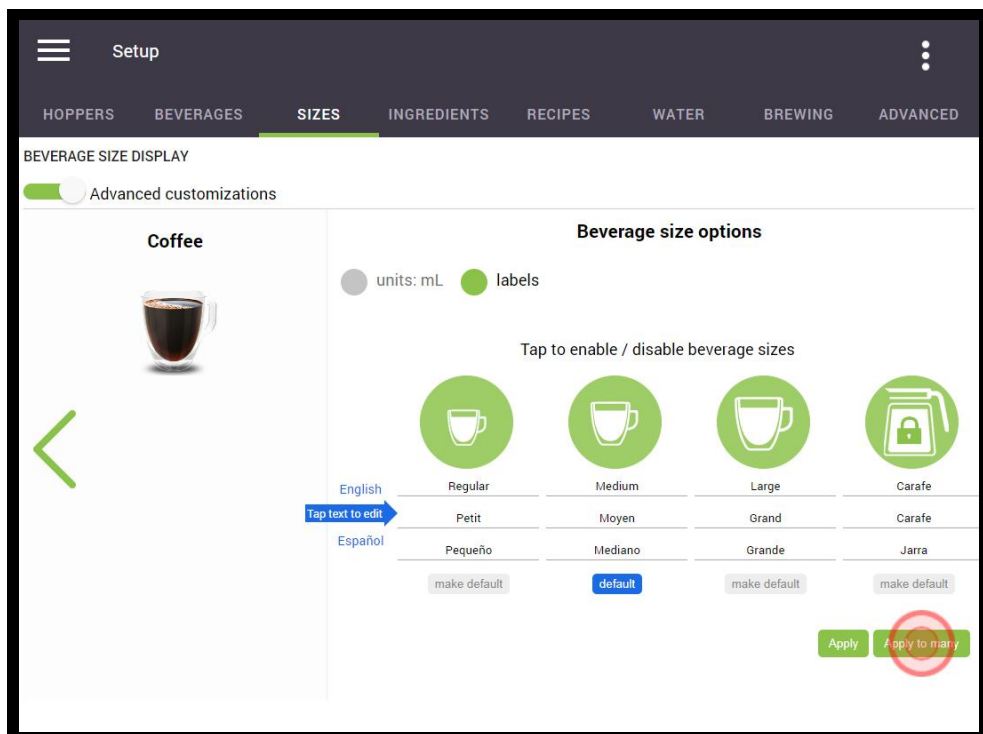 Setup
HOPPERS BEVERAGES SIZES INGREDIENTS RECIPES WATER BREWING ADVANCED
BEVERAGE SIZE DISPLAY
Advanced customizations
Coffee
Beverage size options
units: mL labels
Tap to enable / disable beverage sizes
English Regular Medium Large Carafe
Tap text to edit Petit Moyen Grand Carafe
Español Pequeño Mediano Grande Jarra
make default default make default make default
Apply Apply to many